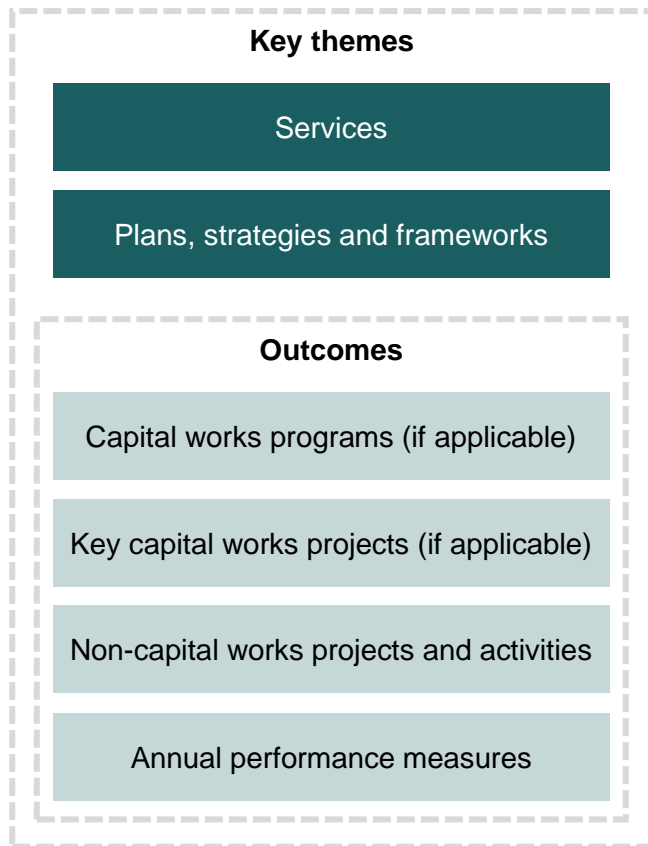 Key themes
Services
Plans, strategies and frameworks
Outcomes
Capital works programs (if applicable)
Key capital works projects (if applicable)
Non-capital works projects and activities
Annual performance measures